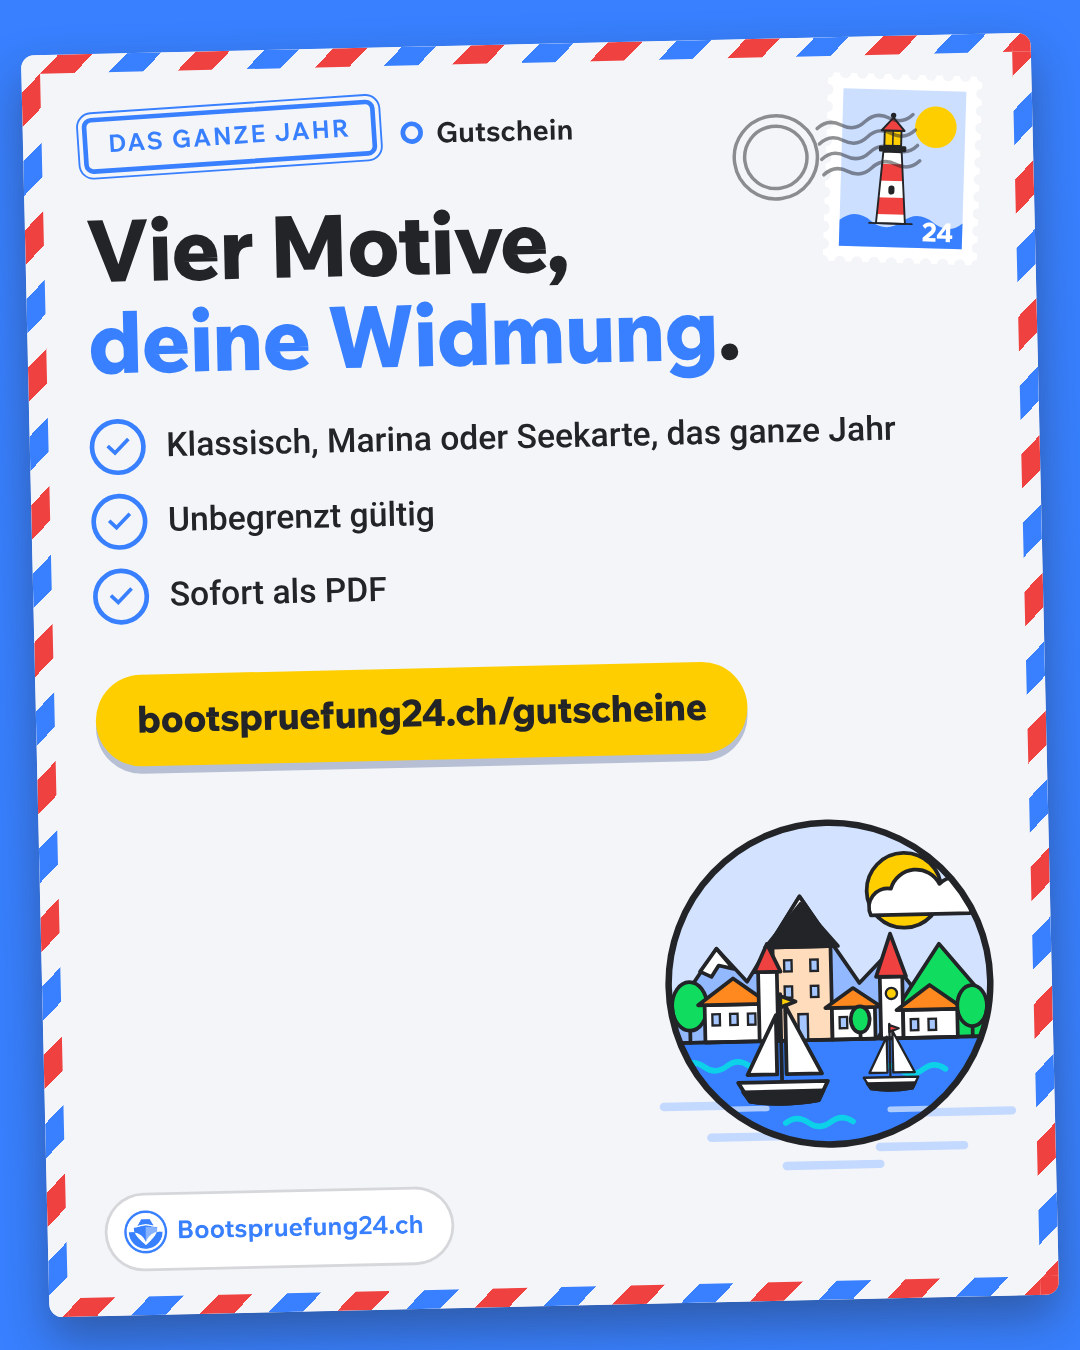 DAS GANZE JAHR
Gutschein
24
Vier Motive,
deine Widmung.
Klassisch, Marina oder Seekarte, das ganze Jahr
Unbegrenzt gültig
Sofort als PDF
bootspruefung24.ch/gutscheine
Bootspruefung24.ch